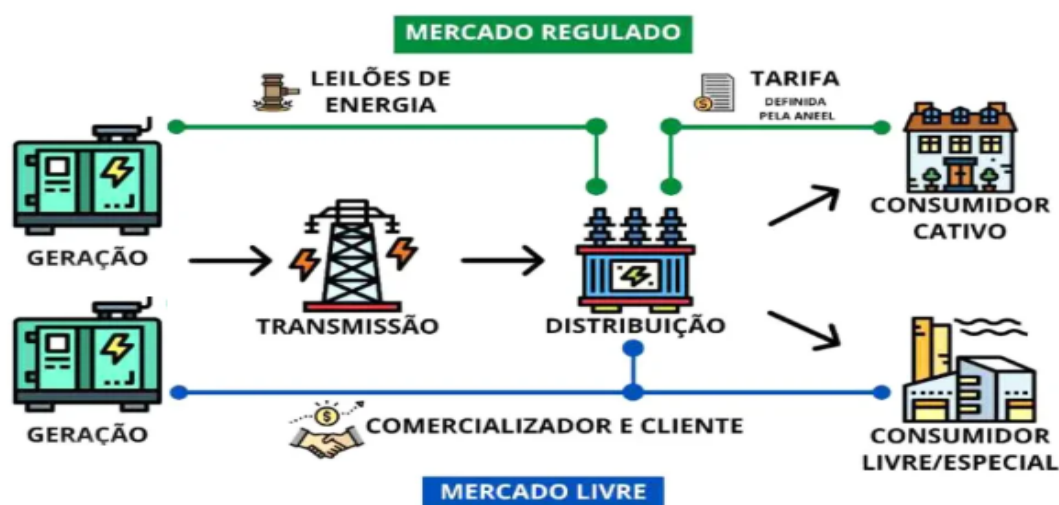 MERCADO REGULADO
LEILÕES DE
ENERGIA
TARIFA
DEFINIDA
PELA ANEEL
GERAÇÃO
TRANSMISSÃO
DISTRIBUIÇÃO
CONSUMIDOR
CATIVO
GERAÇÃO
COMERCIALIZADOR E CLIENTE
CONSUMIDOR
LIVRE/ESPECIAL
MERCADO LIVRE